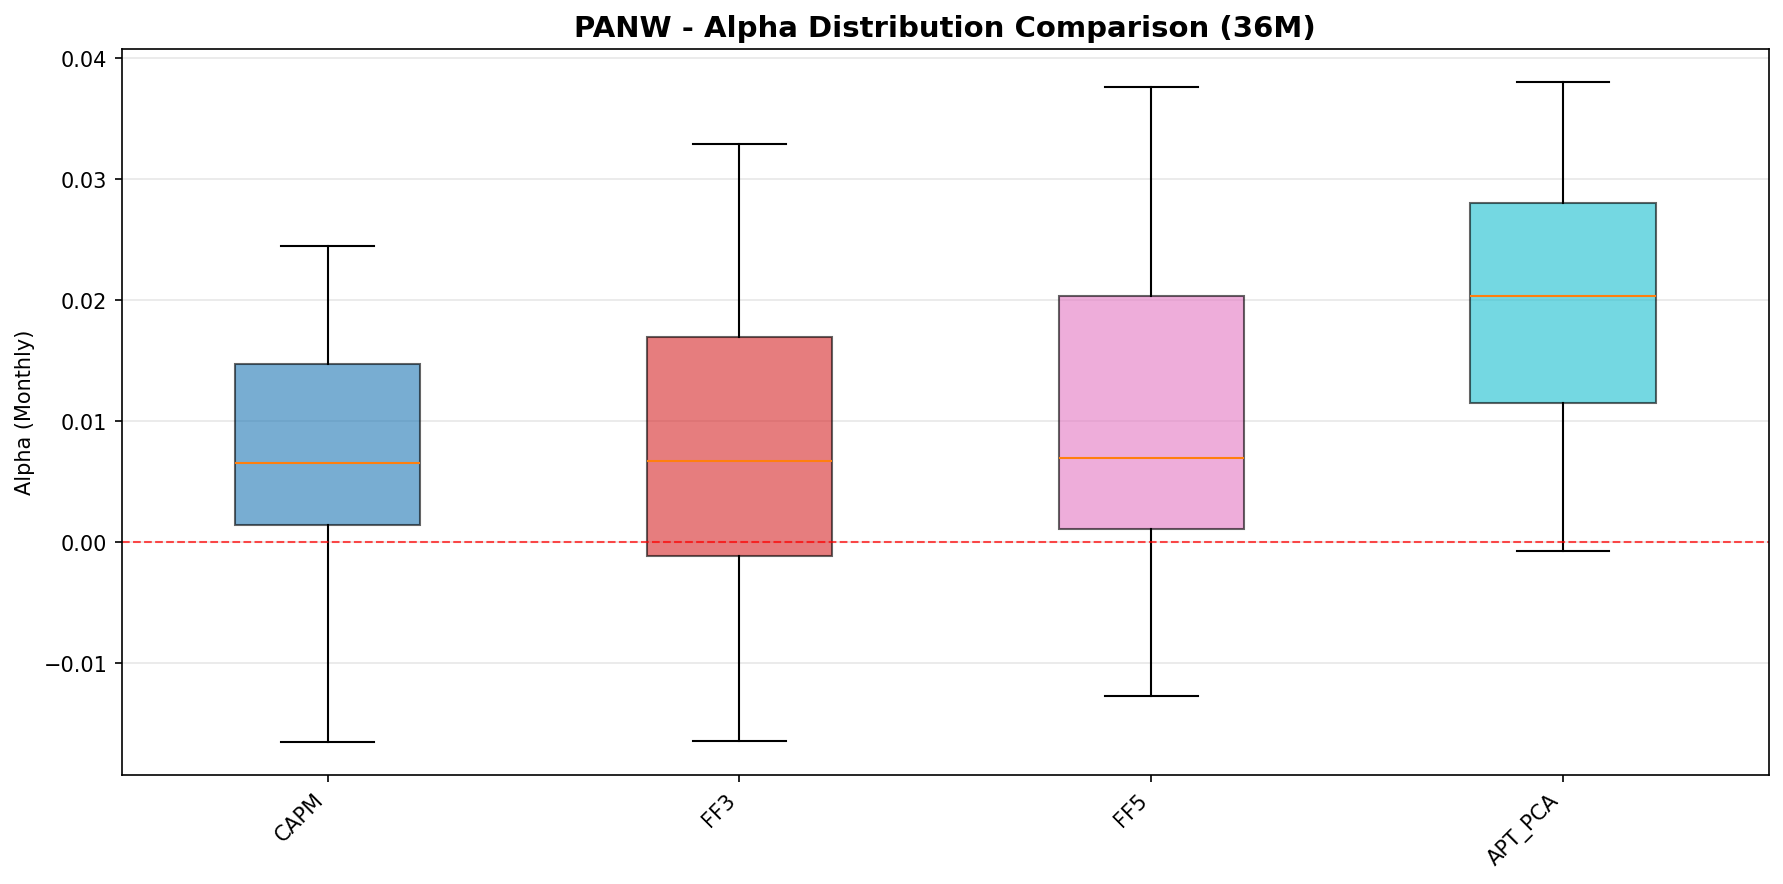 PANW - Alpha Distribution Comparison (36M)
Alpha (Monthly)
0.04
0.03
0.02
0.01
0.00
−0.01
CAPM
FF3
FF5
APT_PCA